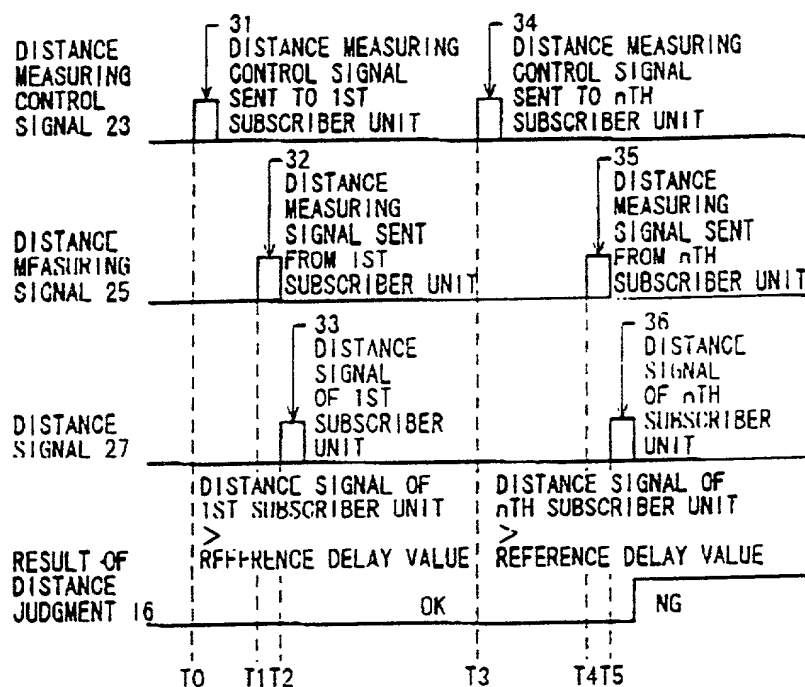 DISTANCE
MEASURING
CONTROL
SIGNAL 23
31
DISTANCE MEASURING
CONTROL SIGNAL
SENT TO 1ST
SUBSCRIBER UNIT
34
DISTANCE MEASURING
CONTROL SIGNAL
SENT TO nTH
SUBSCRIBER UNIT
DISTANCE
MEASURING
SIGNAL 25
32
DISTANCE
MEASURING
SIGNAL SENT
FROM 1ST
SUBSCRIBER UNIT
35
DISTANCE
MEASURING
SIGNAL SENT
FROM nTH
SUBSCRIBER UNIT
DISTANCE
SIGNAL 27
33
DISTANCE
SIGNAL
OF 1ST
SUBSCRIBER
UNIT
36
DISTANCE
SIGNAL
OF nTH
SUBSCRIBER
UNIT
DISTANCE SIGNAL OF
1ST SUBSCRIBER UNIT
>
REFERENCE DELAY VALUE
DISTANCE SIGNAL OF
nTH SUBSCRIBER UNIT
>
REFERENCE DELAY VALUE
RESULT OF
DISTANCE
JUDGMENT 16
OK
NG
T0 T1 T2 T3 T4 T5